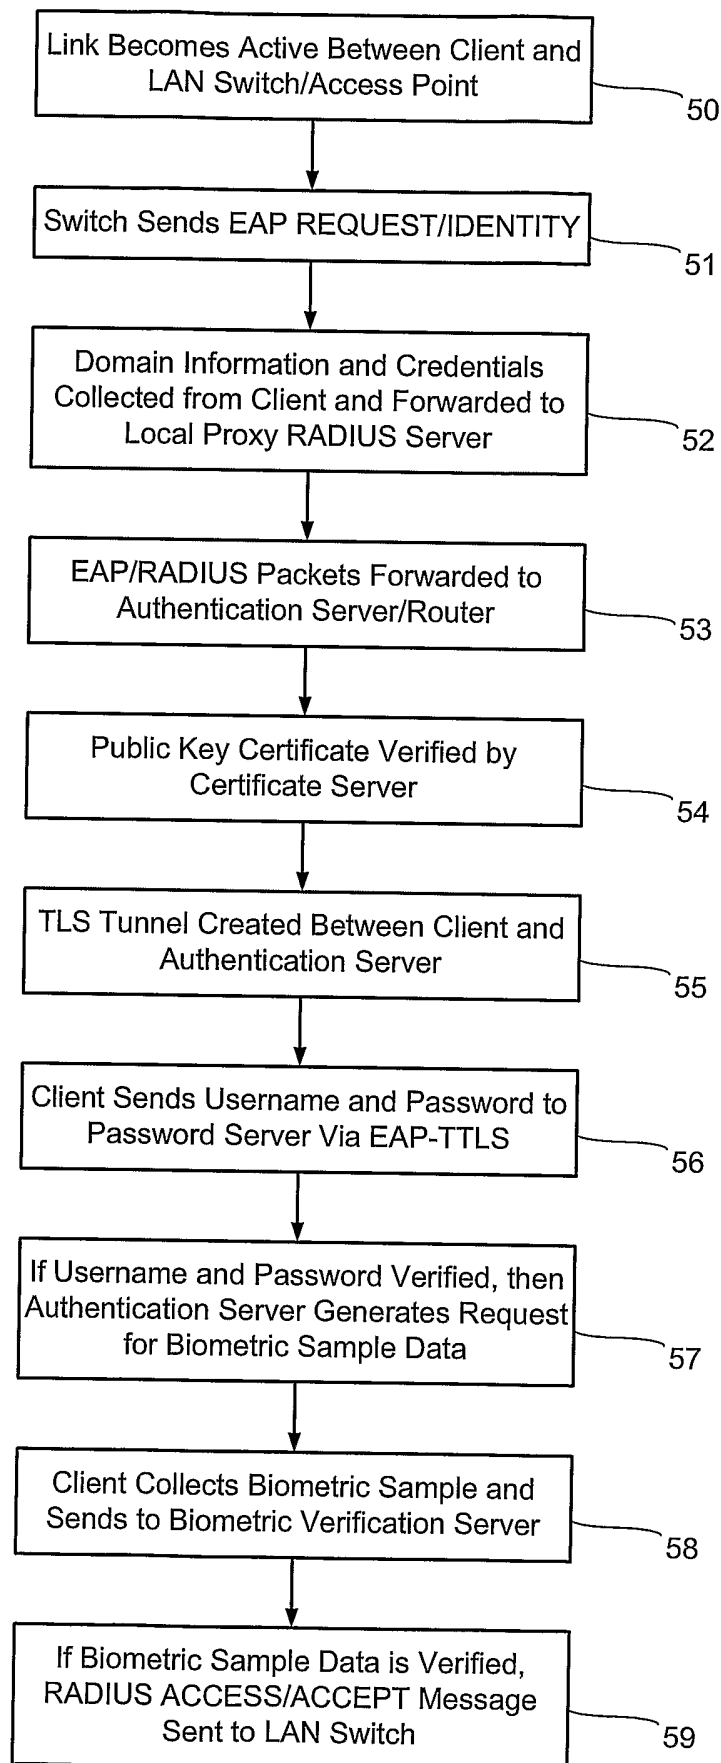 Link Becomes Active Between Client and
LAN Switch/Access Point
50
Switch Sends EAP REQUEST/IDENTITY
51
Domain Information and Credentials
Collected from Client and Forwarded to
Local Proxy RADIUS Server
52
EAP/RADIUS Packets Forwarded to
Authentication Server/Router
53
Public Key Certificate Verified by
Certificate Server
54
TLS Tunnel Created Between Client and
Authentication Server
55
Client Sends Username and Password to
Password Server Via EAP-TTLS
56
If Username and Password Verified, then
Authentication Server Generates Request
for Biometric Sample Data
57
Client Collects Biometric Sample and
Sends to Biometric Verification Server
58
If Biometric Sample Data is Verified,
RADIUS ACCESS/ACCEPT Message
Sent to LAN Switch
59